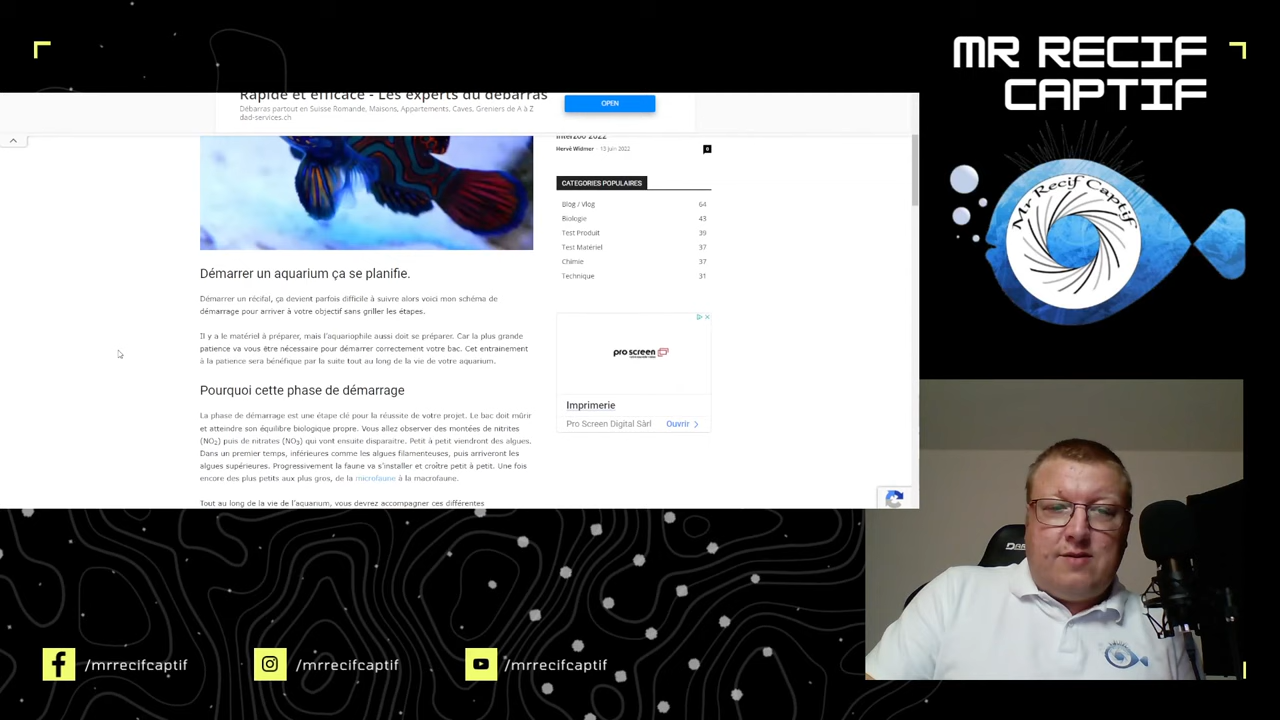 MR RECIF
CAPTIF
Rapide et efficace - Les experts du débarras
Débarras partout en Suisse Romande, Maisons, Appartements, Caves, Greniers de A à Z
dad-services.ch
OPEN
Interzoo 2022
Hervé Widmer - 13 juin 2022
0
CATEGORIES POPULAIRES
Blog / Vlog 64
Biologie 43
Test Produit 39
Test Matériel 37
Chimie 37
Technique 31
Mr Recif Captif
Démarrer un aquarium ça se planifie.
Démarrer un récifal, ça devient parfois difficile à suivre alors voici mon schéma de
démarrage pour arriver à votre objectif sans griller les étapes.
Il y a le matériel à préparer, mais l'aquariophile aussi doit se préparer. Car la plus grande
patience va vous être nécessaire pour démarrer correctement votre bac. Cet entrainement
à la patience sera bénéfique par la suite tout au long de la vie de votre aquarium.
Pourquoi cette phase de démarrage
La phase de démarrage est une étape clé pour la réussite de votre projet. Le bac doit mûrir
et atteindre son équilibre biologique propre. Vous allez observer des montées de nitrites
(NO2) puis de nitrates (NO3) qui vont ensuite disparaitre. Petit à petit viendront des algues.
Dans un premier temps, inférieures comme les algues filamenteuses, puis arriveront les
algues supérieures. Progressivement la faune va s'installer et croître petit à petit. Une fois
encore des plus petits aux plus gros, de la microfaune à la macrofaune.
Tout au long de la vie de l'aquarium, vous devrez accompagner ces différentes
pro screen
Imprimerie
Pro Screen Digital Sàrl
Ouvrir
/mrrecifcaptif
/mrrecifcaptif
/mrrecifcaptif